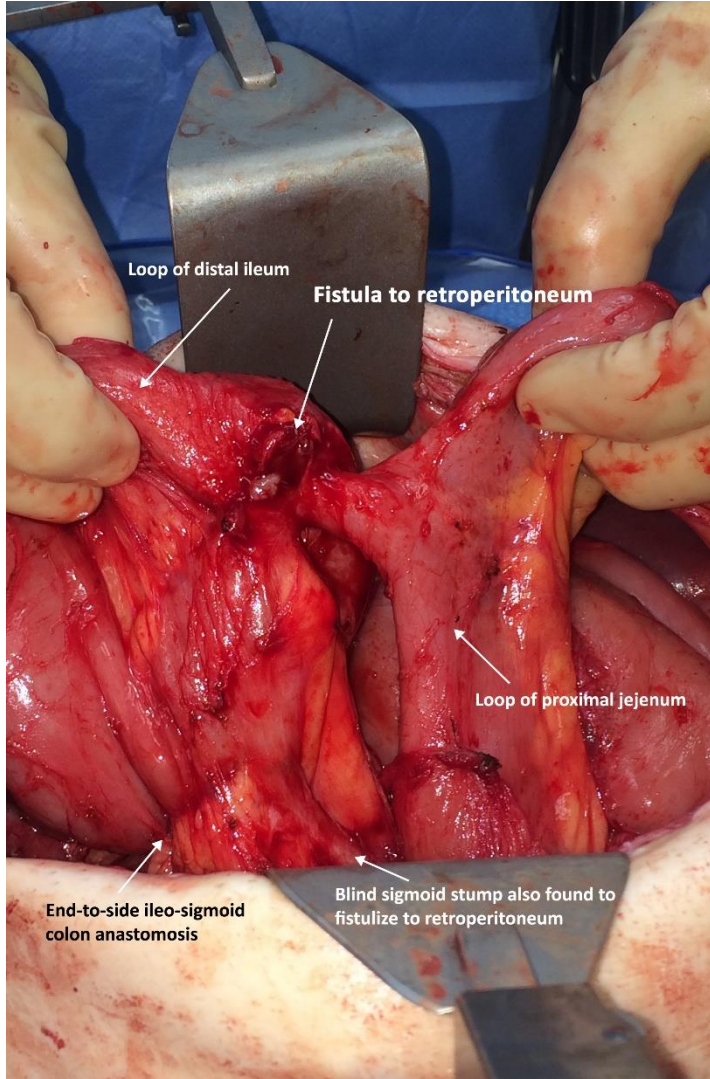 Loop of distal ileum
Fistula to retroperitoneum
Loop of proximal jejenum
Blind sigmoid stump also found to
fistulize to retroperitoneum
End-to-side ileo-sigmoid
colon anastomosis